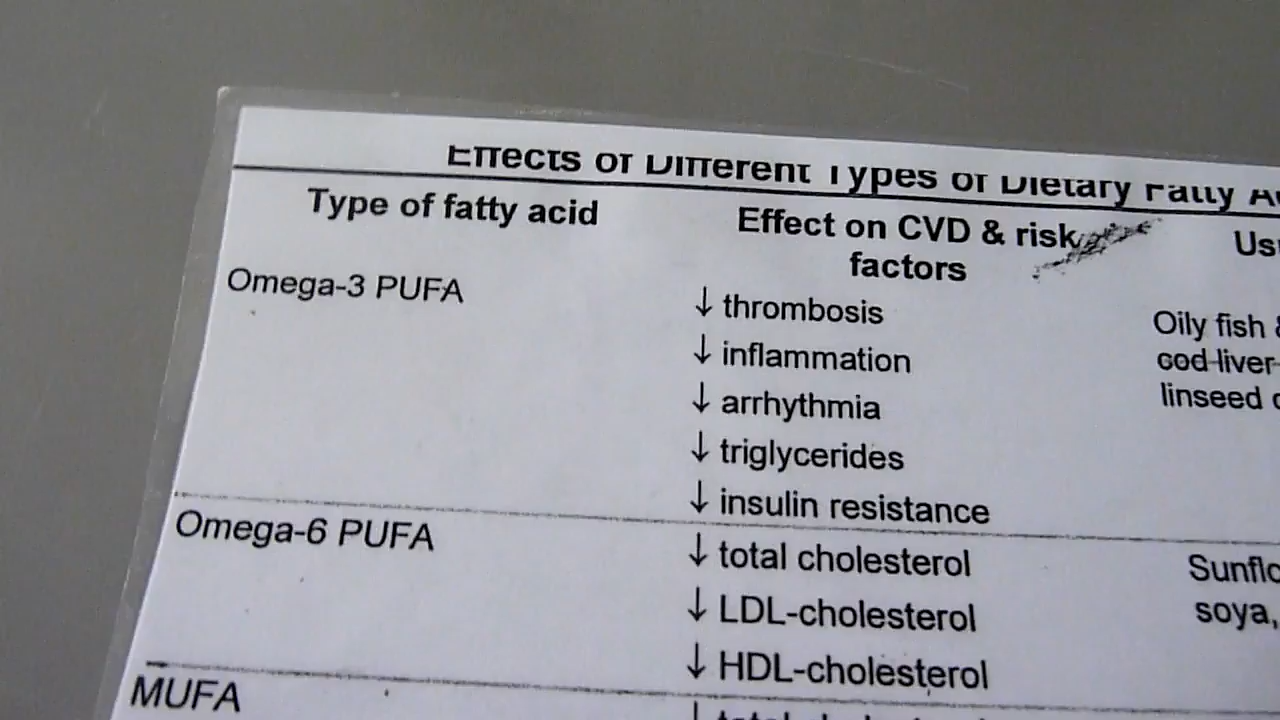 Effects of Different Types of Dietary Fatty
Type of fatty acid
Effect on CVD & risk
factors
Omega-3 PUFA
↓ thrombosis
↓ inflammation
↓ arrhythmia
↓ triglycerides
↓ insulin resistance
Oily fish
cod liver
linseed
Omega-6 PUFA
↓ total cholesterol
↓ LDL-cholesterol
↓ HDL-cholesterol
soya,
MUFA